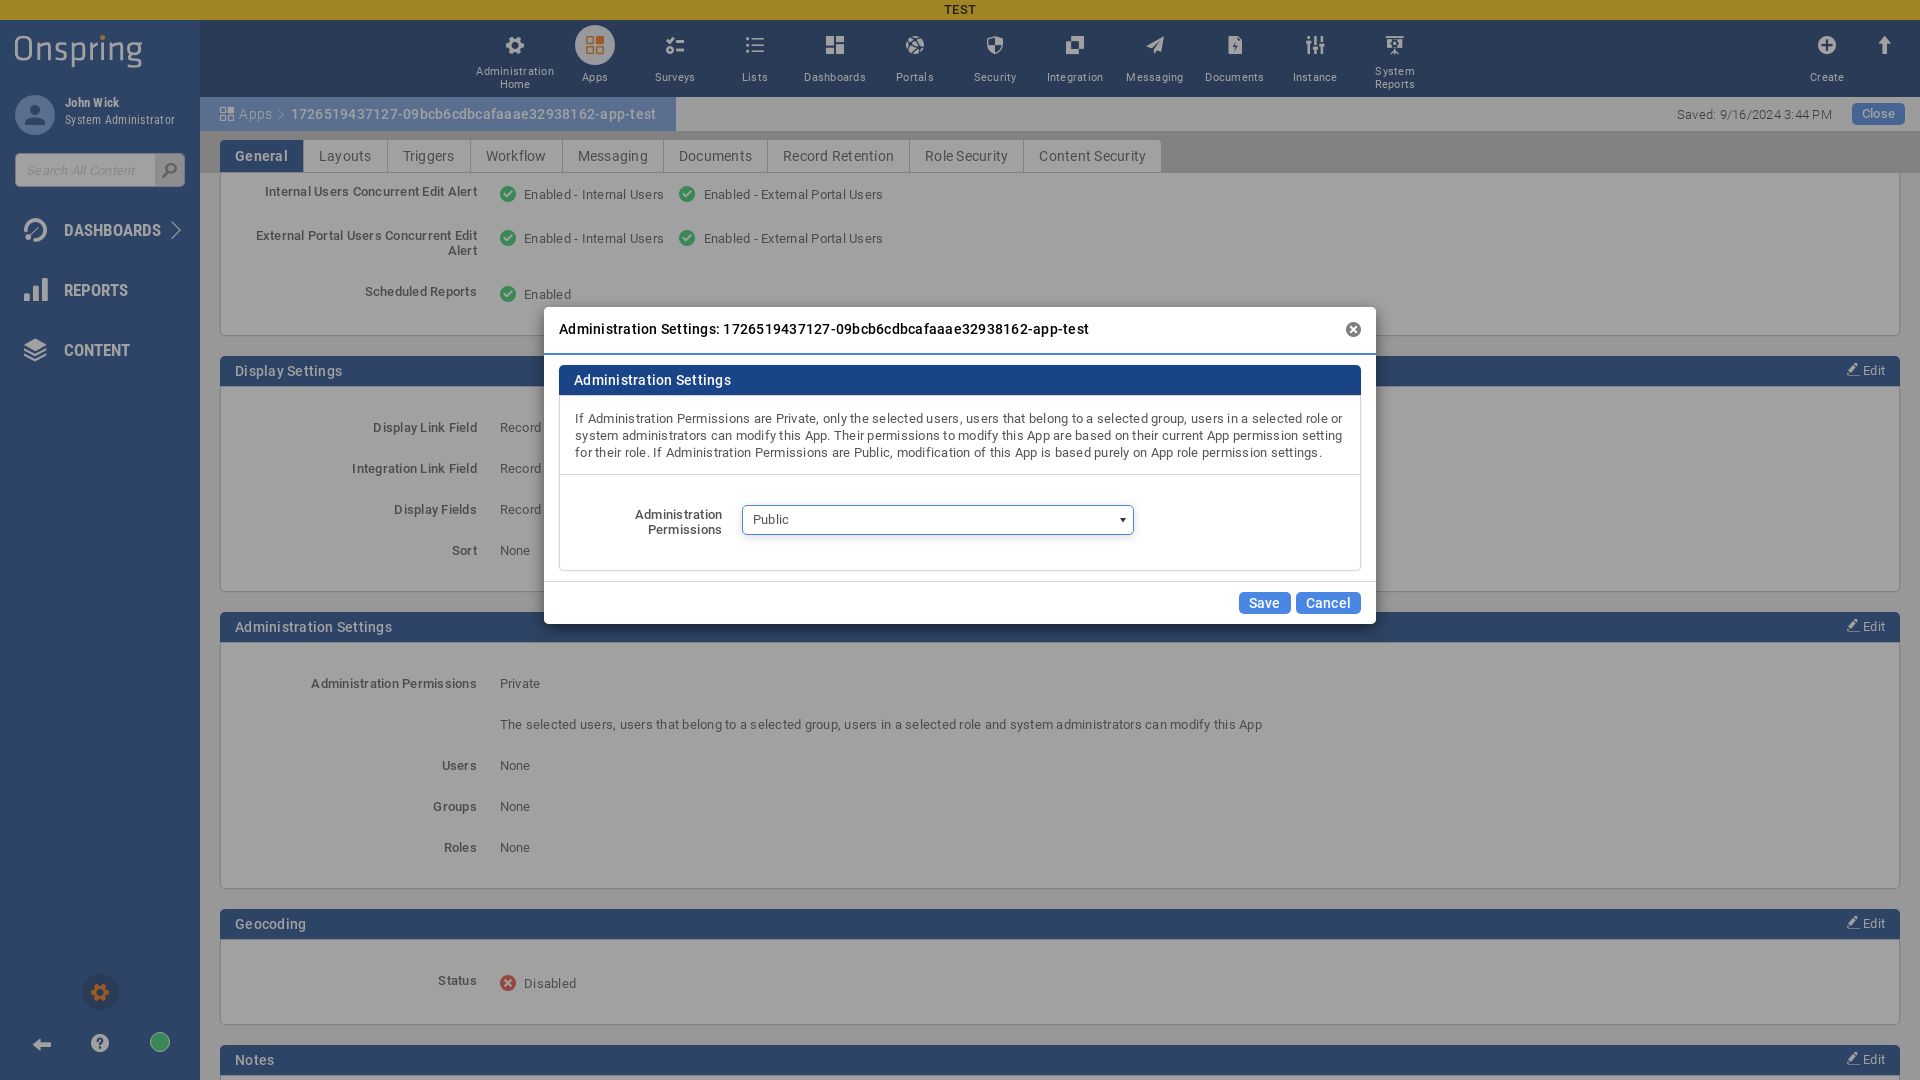 TEST
Onspring
John Wick
System Administrator
Search All Content
DASHBOARDS
REPORTS
CONTENT
Administration Home
Apps
Surveys
Lists
Dashboards
Portals
Security
Integration
Messaging
Documents
Instance
System Reports
Create
Apps
1726519437127-09bcb6cdbcafaaae32938162-app-test
Saved: 9/16/2024 3:44 PM
Close
General
Layouts
Triggers
Workflow
Messaging
Documents
Record Retention
Role Security
Content Security
Internal Users Concurrent Edit Alert
Enabled - Internal Users
Enabled - External Portal Users
External Portal Users Concurrent Edit
Alert
Enabled - Internal Users
Enabled - External Portal Users
Scheduled Reports
Enabled
Display Settings
Edit
Display Link Field
Record
Integration Link Field
Record
Display Fields
Record
Sort
None
Administration Settings: 1726519437127-09bcb6cdbcafaaae32938162-app-test
Administration Settings
If Administration Permissions are Private, only the selected users, users that belong to a selected group, users in a selected role or
system administrators can modify this App. Their permissions to modify this App are based on their current App permission setting
for their role. If Administration Permissions are Public, modification of this App is based purely on App role permission settings.
Administration
Permissions
Public
Save
Cancel
Administration Settings
Edit
Administration Permissions
Private
The selected users, users that belong to a selected group, users in a selected role and system administrators can modify this App
Users
None
Groups
None
Roles
None
Geocoding
Edit
Status
Disabled
Notes
Edit